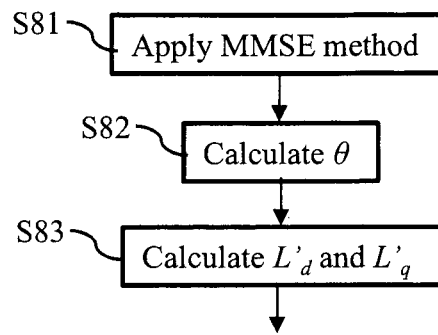 S81
Apply MMSE method
S82
Calculate θ
S83
Calculate L'd and L'q